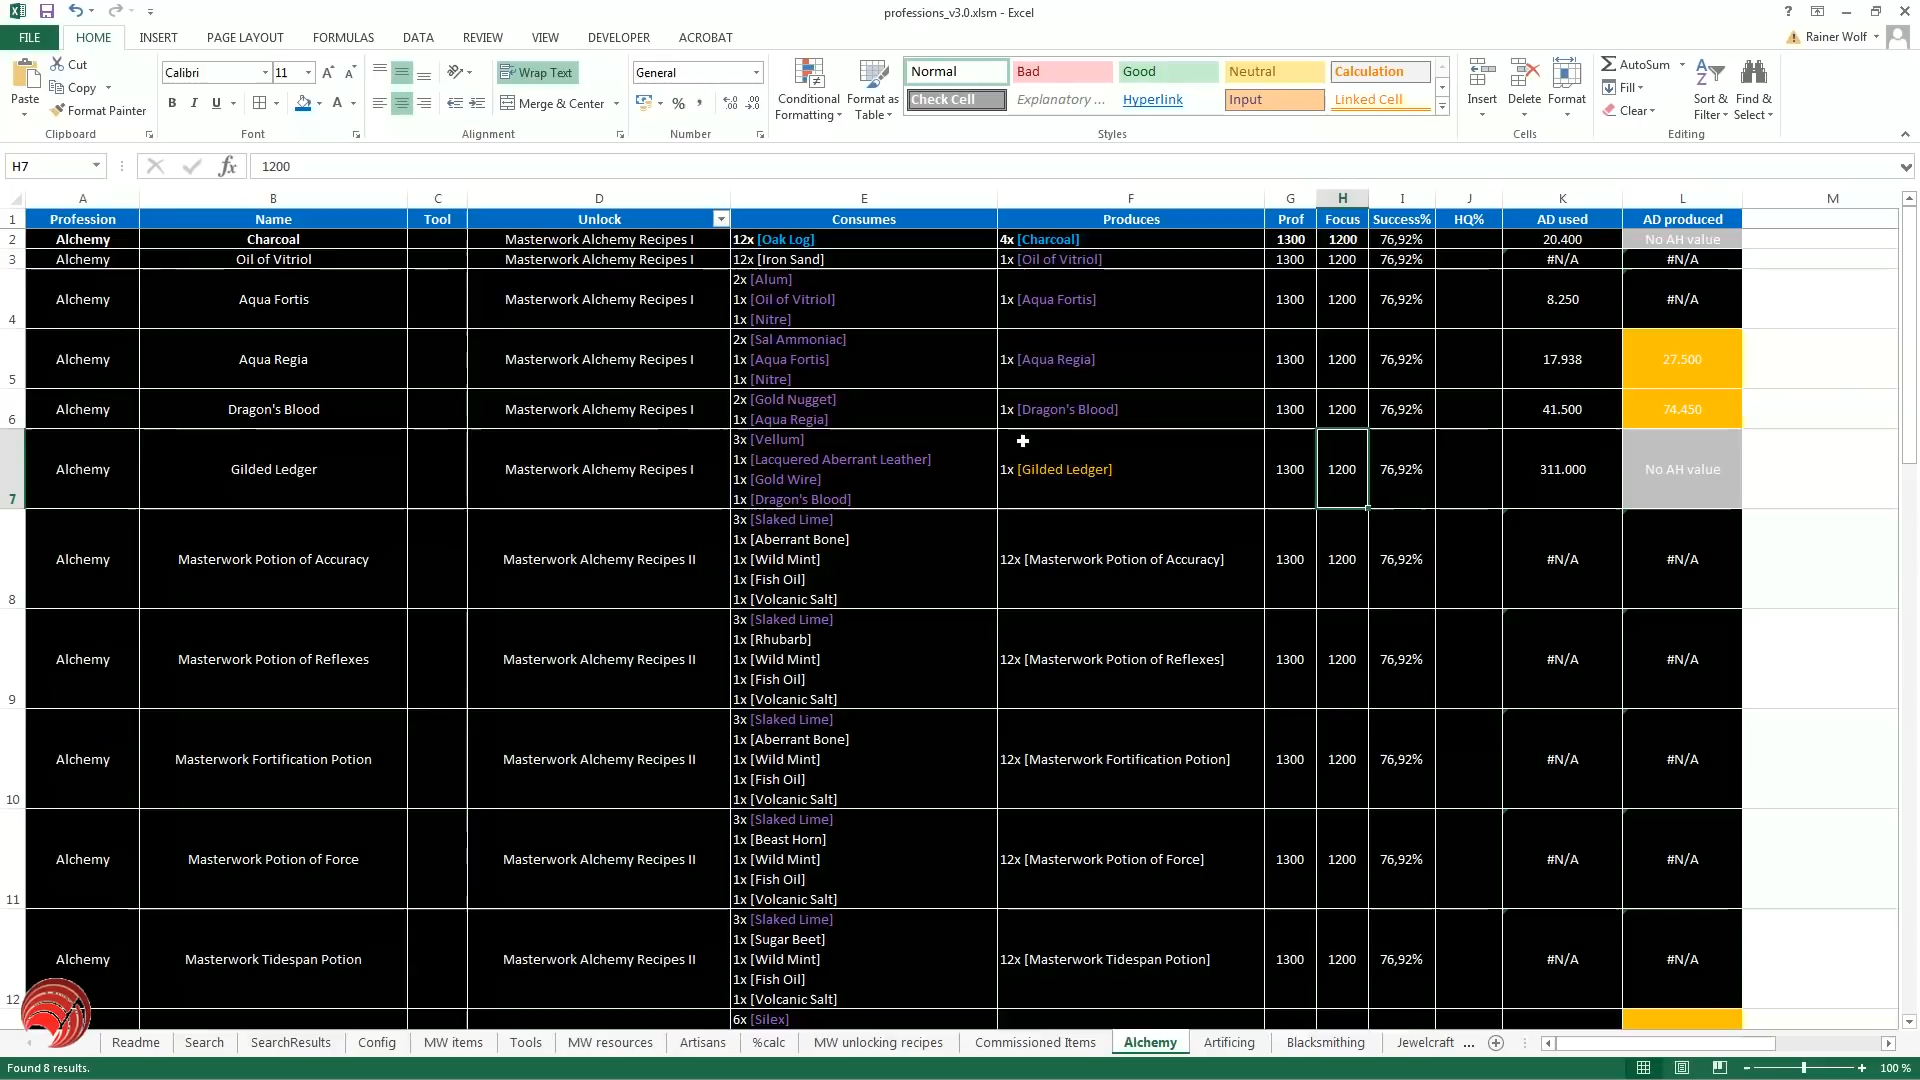 professions_v3.0.xlsm - Excel
?
FILE HOME INSERT PAGE LAYOUT FORMULAS DATA REVIEW VIEW DEVELOPER ACROBAT Rainer Wolf
Paste Cut Calibri 11 Wrap Text General Conditional Formatting Format as Table Normal Bad Good Neutral Calculation Insert Delete Format AutoSum Sort & Filter Find & Select
Copy B I U Merge & Center % Check Cell Explanatory ... Hyperlink Input Linked Cell Fill
Format Painter Clear
Clipboard Font Alignment Number Styles Cells Editing
H7 fx 1200
A B C D E F G H I J K L M
1 Profession Name Tool Unlock Consumes Produces Prof Focus Success% HQ% AD used AD produced
2 Alchemy Charcoal Masterwork Alchemy Recipes I 12x [Oak Log] 4x [Charcoal] 1300 1200 76,92% 20.400 No AH value
3 Alchemy Oil of Vitriol Masterwork Alchemy Recipes I 12x [Iron Sand] 1x [Oil of Vitriol] 1300 1200 76,92% #N/A #N/A
2x [Alum]
Alchemy Aqua Fortis Masterwork Alchemy Recipes I 1x [Oil of Vitriol] 1x [Aqua Fortis] 1300 1200 76,92% 8.250 #N/A
4 1x [Nitre]
2x [Sal Ammoniac]
Alchemy Aqua Regia Masterwork Alchemy Recipes I 1x [Aqua Fortis] 1x [Aqua Regia] 1300 1200 76,92% 17.938 27.500
5 1x [Nitre]
2x [Gold Nugget]
Alchemy Dragon's Blood Masterwork Alchemy Recipes I 1x [Dragon's Blood] 1300 1200 76,92% 41.500 74.450
6 1x [Aqua Regia]
3x [Vellum]
1x [Lacquered Aberrant Leather]
Alchemy Gilded Ledger Masterwork Alchemy Recipes I 1x [Gilded Ledger] 1300 1200 76,92% 311.000 No AH value
1x [Gold Wire]
7 1x [Dragon's Blood]
3x [Slaked Lime]
1x [Aberrant Bone]
Alchemy Masterwork Potion of Accuracy Masterwork Alchemy Recipes II 1x [Wild Mint] 12x [Masterwork Potion of Accuracy] 1300 1200 76,92% #N/A #N/A
1x [Fish Oil]
8 1x [Volcanic Salt]
3x [Slaked Lime]
1x [Rhubarb]
Alchemy Masterwork Potion of Reflexes Masterwork Alchemy Recipes II 1x [Wild Mint] 12x [Masterwork Potion of Reflexes] 1300 1200 76,92% #N/A #N/A
1x [Fish Oil]
9 1x [Volcanic Salt]
3x [Slaked Lime]
1x [Aberrant Bone]
Alchemy Masterwork Fortification Potion Masterwork Alchemy Recipes II 1x [Wild Mint] 12x [Masterwork Fortification Potion] 1300 1200 76,92% #N/A #N/A
1x [Fish Oil]
10 1x [Volcanic Salt]
3x [Slaked Lime]
1x [Beast Horn]
Alchemy Masterwork Potion of Force Masterwork Alchemy Recipes II 1x [Wild Mint] 12x [Masterwork Potion of Force] 1300 1200 76,92% #N/A #N/A
1x [Fish Oil]
11 1x [Volcanic Salt]
3x [Slaked Lime]
1x [Sugar Beet]
Alchemy Masterwork Tidespan Potion Masterwork Alchemy Recipes II 1x [Wild Mint] 12x [Masterwork Tidespan Potion] 1300 1200 76,92% #N/A #N/A
1x [Fish Oil]
12 1x [Volcanic Salt]
6x [Silex]
Readme Search SearchResults Config MW items Tools MW resources Artisans %calc MW unlocking recipes Commissioned Items Alchemy Artificing Blacksmithing Jewelcraft ...
Found 8 results. 100 %